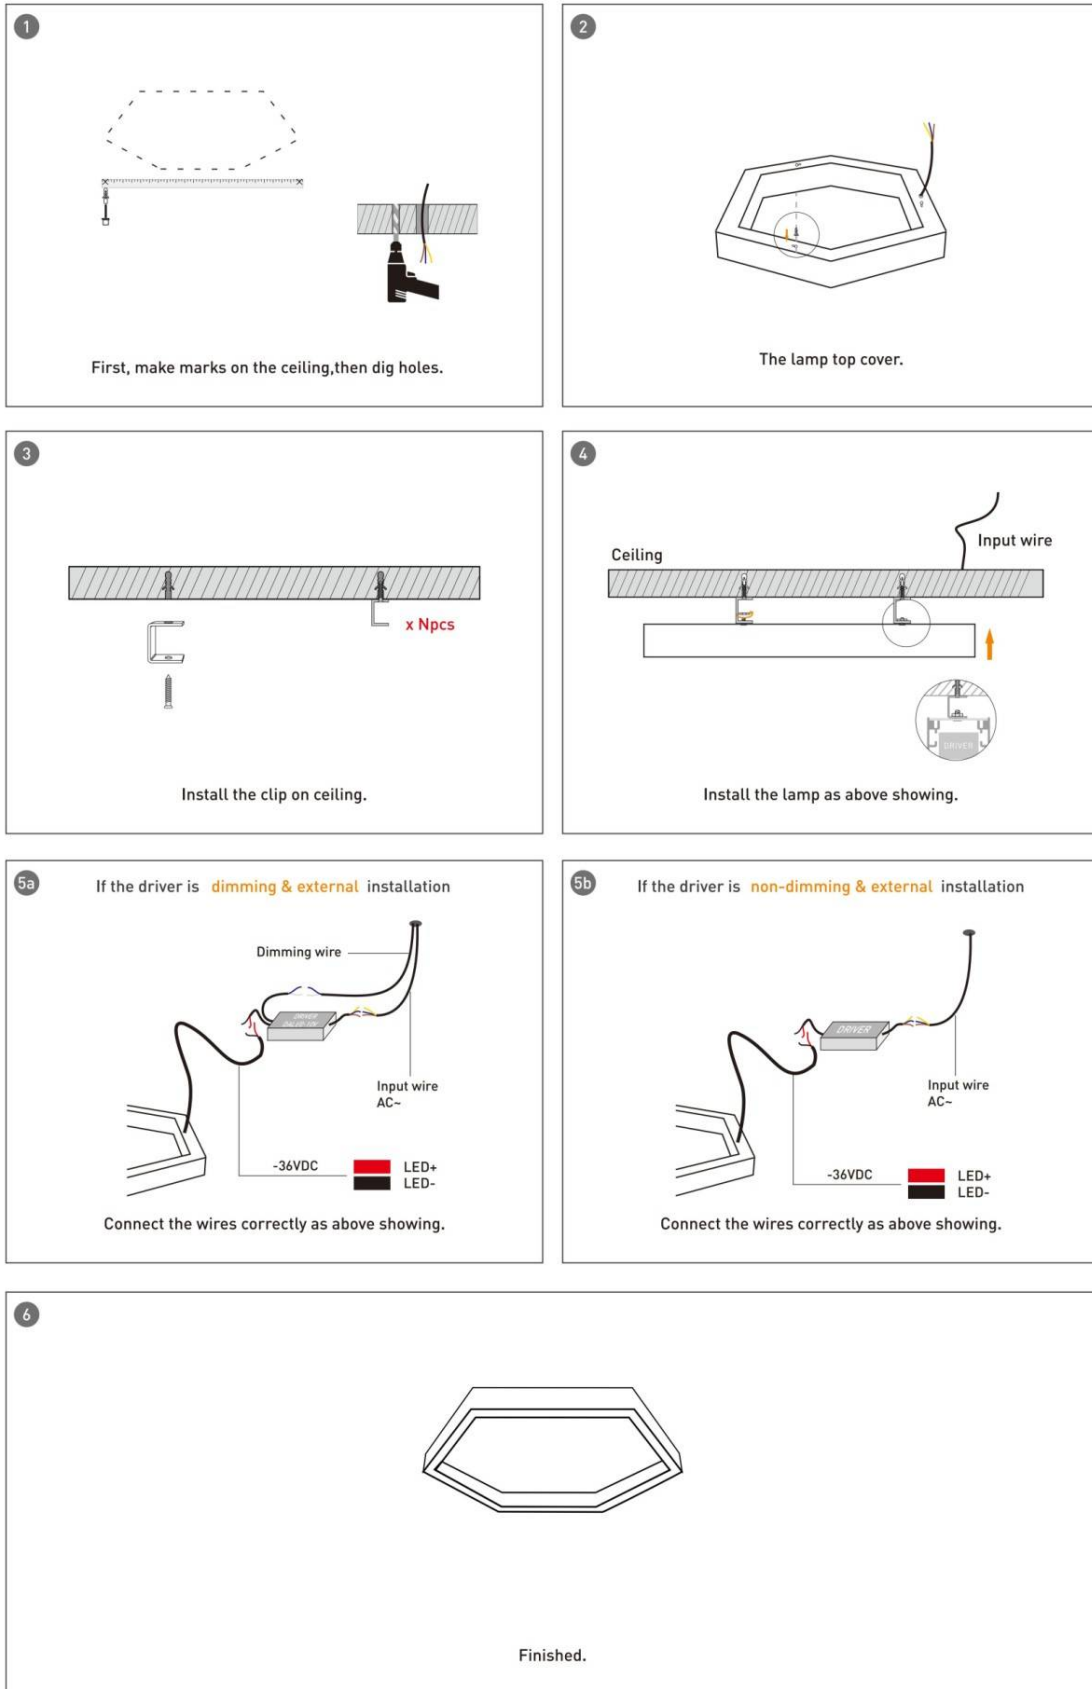 1
First, make marks on the ceiling,then dig holes.
2
The lamp top cover.
3
x Npcs
Install the clip on ceiling.
4
Ceiling
Input wire
DRIVER
Install the lamp as above showing.
5a
If the driver is dimming & external installation
Dimming wire
DRIVER
Input wire
AC~
-36VDC
LED+
LED-
Connect the wires correctly as above showing.
5b
If the driver is non-dimming & external installation
DRIVER
Input wire
AC~
-36VDC
LED+
LED-
Connect the wires correctly as above showing.
6
Finished.